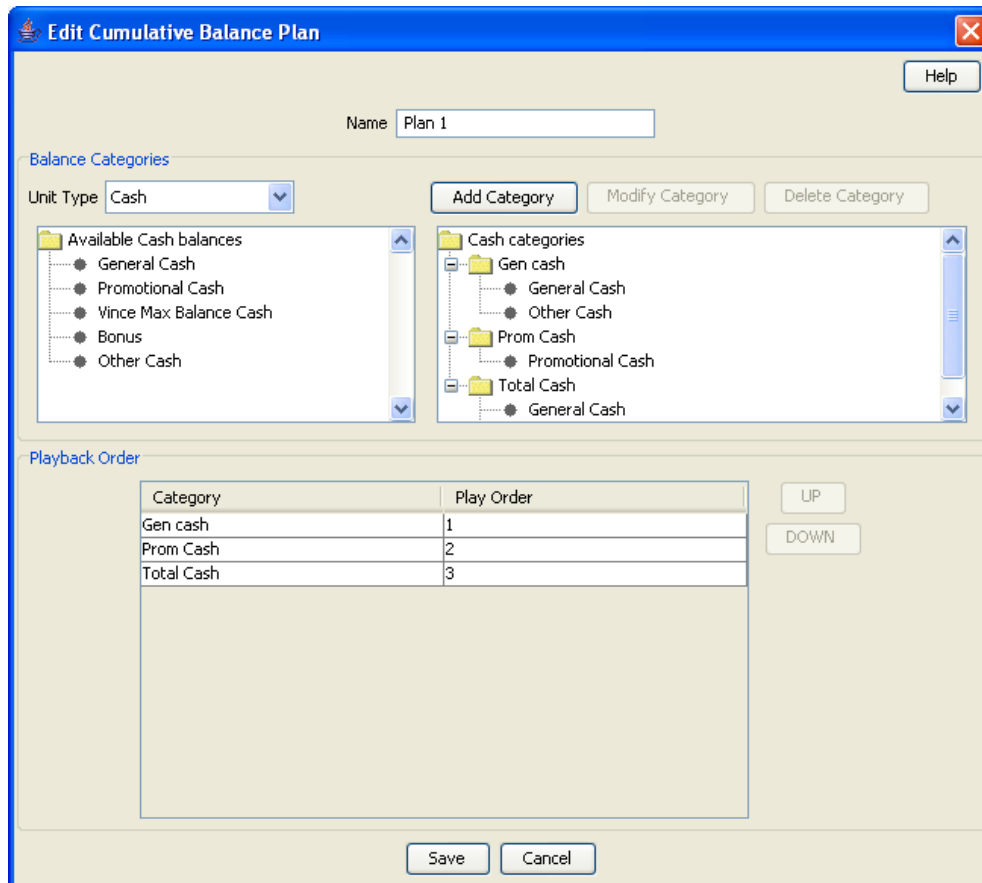 Edit Cumulative Balance Plan
Help
Name Plan 1
Balance Categories
Unit Type Cash
Add Category Modify Category Delete Category
Available Cash balances
General Cash
Promotional Cash
Vince Max Balance Cash
Bonus
Other Cash
Cash categories
Gen cash
General Cash
Other Cash
Prom Cash
Promotional Cash
Total Cash
General Cash
Playback Order
Category Play Order
Gen cash 1
Prom Cash 2
Total Cash 3
UP
DOWN
Save Cancel